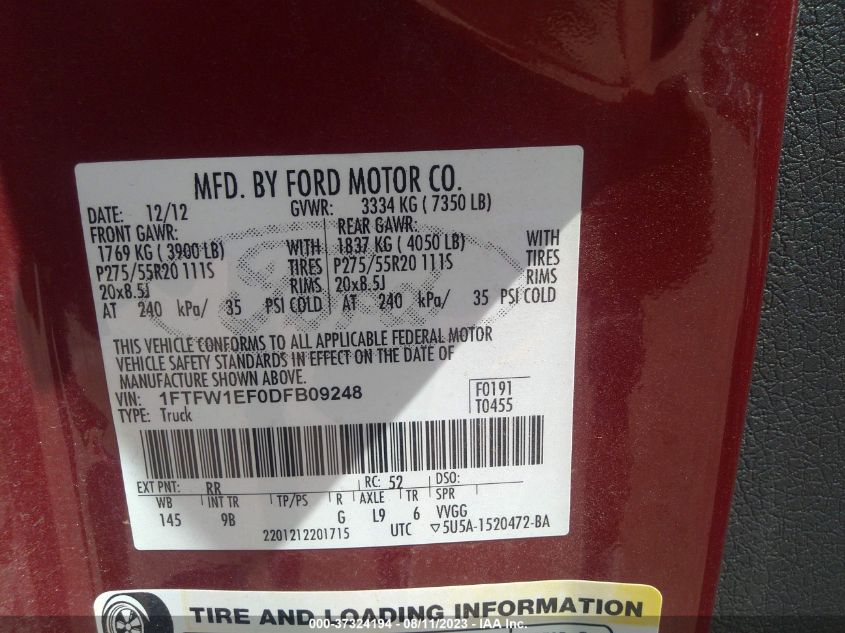 MFD. BY FORD MOTOR CO.
DATE: 12/12 GVWR: 3334 KG ( 7350 LB)
FRONT GAWR: REAR GAWR:
1769 KG ( 3900 LB) WITH 1837 KG ( 4050 LB) WITH
P275/55R20 111S TIRES P275/55R20 111S TIRES
20x8.5J RIMS 20x8.5J RIMS
AT 240 kPa/ 35 PSI COLD AT 240 kPa/ 35 PSI COLD
THIS VEHICLE CONFORMS TO ALL APPLICABLE FEDERAL MOTOR
VEHICLE SAFETY STANDARDS IN EFFECT ON THE DATE OF
MANUFACTURE SHOWN ABOVE.
VIN: 1FTFW1EF0DFB09248 F0191
TYPE: Truck T0455
EXT PNT: RR RC: 52 DSO:
WB INT TR TP/PS R AXLE TR SPR
145 9B G L9 6 VVGG
2201212201715 UTC ▽5U5A-1520472-BA
TIRE AND LOADING INFORMATION
000-37324194 - 08/11/2023 - IAA Inc.